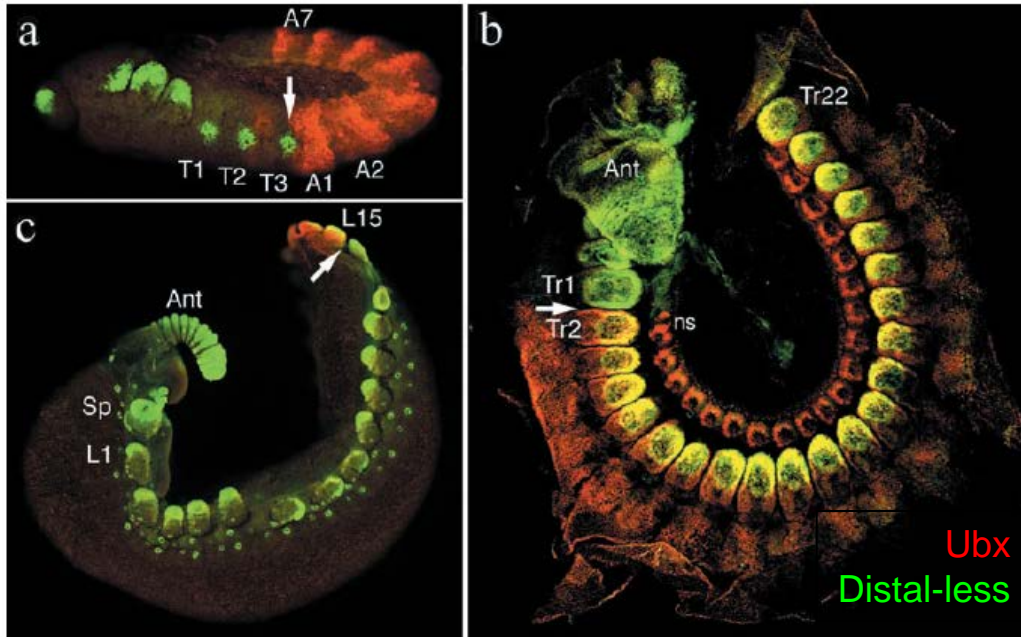 a
A7
T1
T2
T3
A1
A2
b
Tr22
Ant
Tr1
Tr2
ns
c
L15
Ant
Sp
L1
Ubx
Distal-less